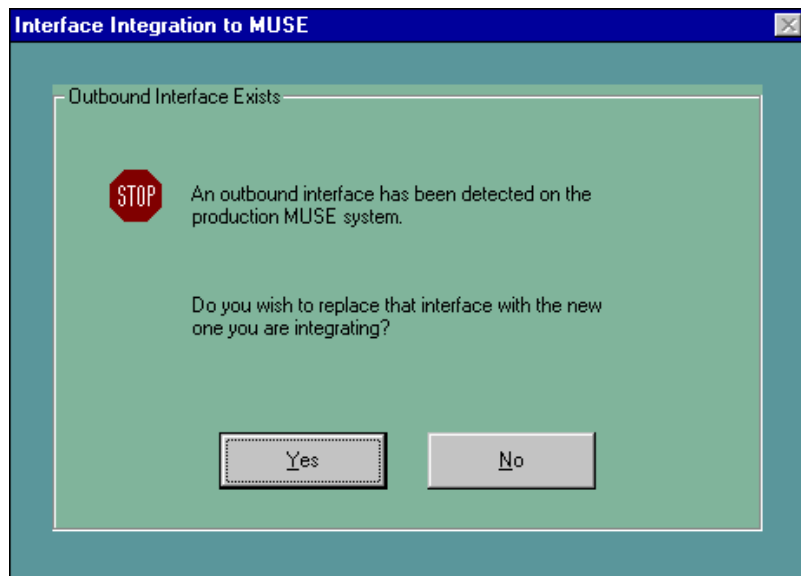 Interface Integration to MUSE
Outbound Interface Exists
STOP
An outbound interface has been detected on the
production MUSE system.
Do you wish to replace that interface with the new
one you are integrating?
Yes
No